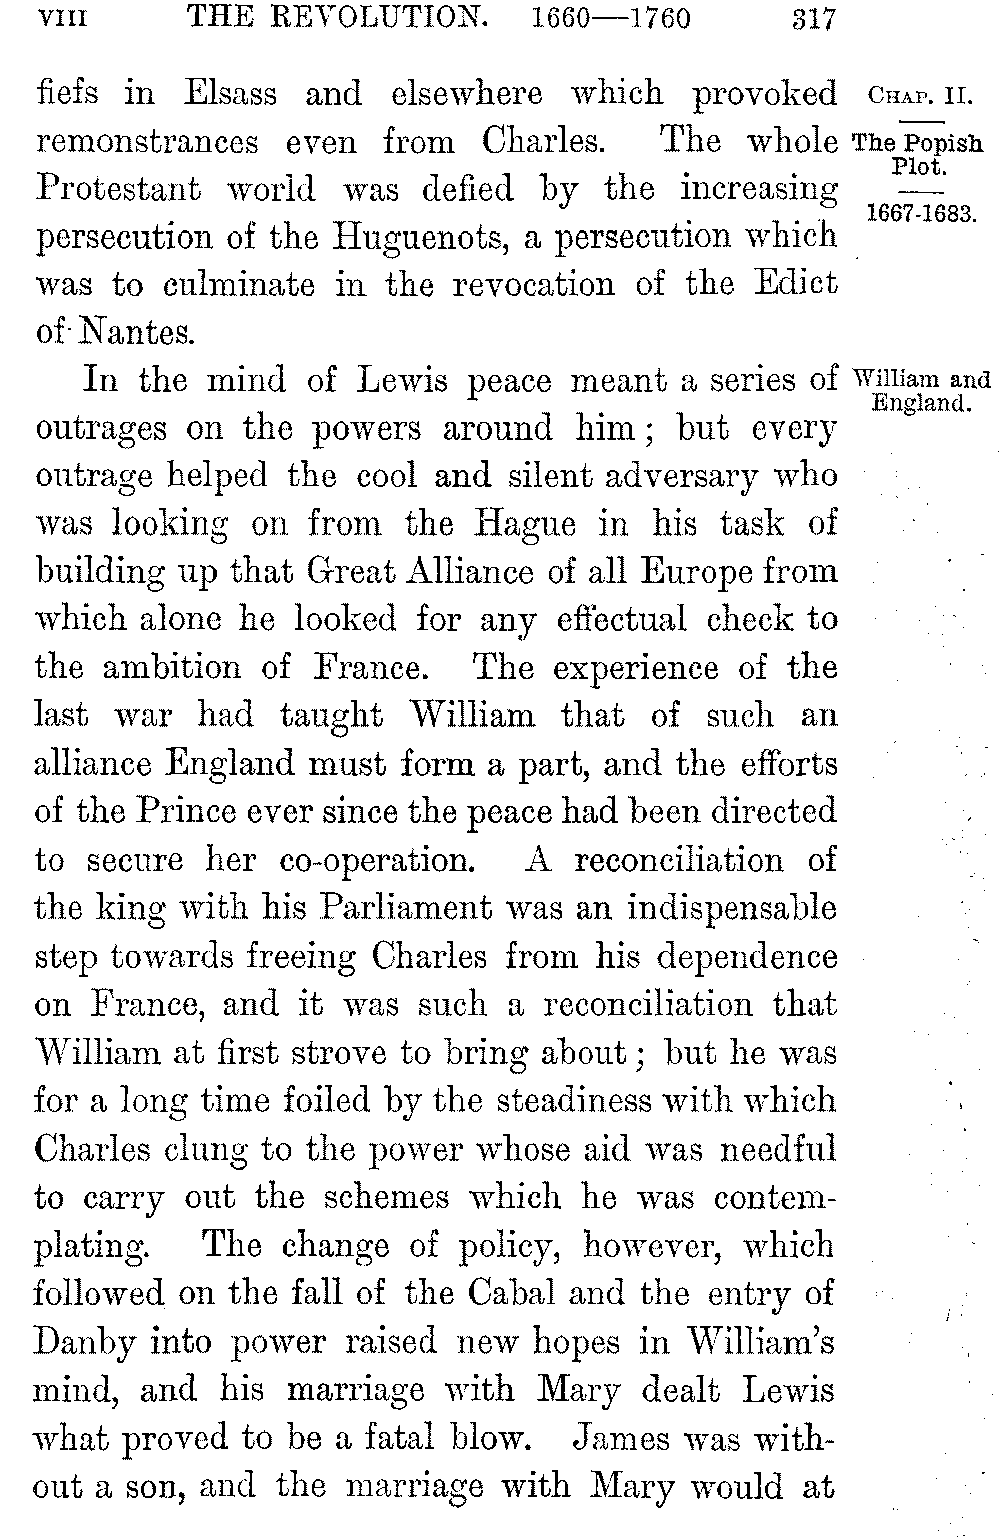 VIII THE REVOLUTION. 1660—1760 317
fiefs in Elsass and elsewhere which provoked
remonstrances even from Charles. The whole
Protestant world was defied by the increasing
persecution of the Huguenots, a persecution which
was to culminate in the revocation of the Edict
of Nantes.
CHAP. II.
The Popish
Plot.
1667-1683.
In the mind of Lewis peace meant a series of
outrages on the powers around him; but every
outrage helped the cool and silent adversary who
was looking on from the Hague in his task of
building up that Great Alliance of all Europe from
which alone he looked for any effectual check to
the ambition of France. The experience of the
last war had taught William that of such an
alliance England must form a part, and the efforts
of the Prince ever since the peace had been directed
to secure her co-operation. A reconciliation of
the king with his Parliament was an indispensable
step towards freeing Charles from his dependence
on France, and it was such a reconciliation that
William at first strove to bring about; but he was
for a long time foiled by the steadiness with which
Charles clung to the power whose aid was needful
to carry out the schemes which he was contem-
plating. The change of policy, however, which
followed on the fall of the Cabal and the entry of
Danby into power raised new hopes in William's
mind, and his marriage with Mary dealt Lewis
what proved to be a fatal blow. James was with-
out a son, and the marriage with Mary would at
William and
England.